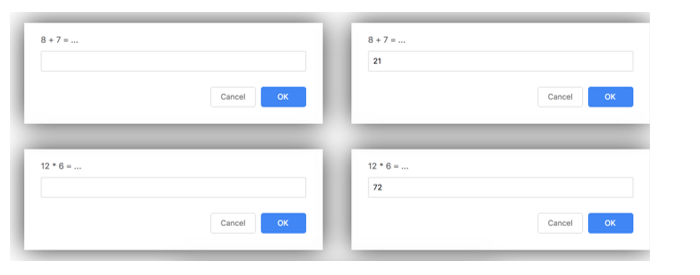 8 + 7 = ...
Cancel OK
8 + 7 = ...
21
Cancel OK
12 * 6 = ...
Cancel OK
12 * 6 = ...
72
Cancel OK